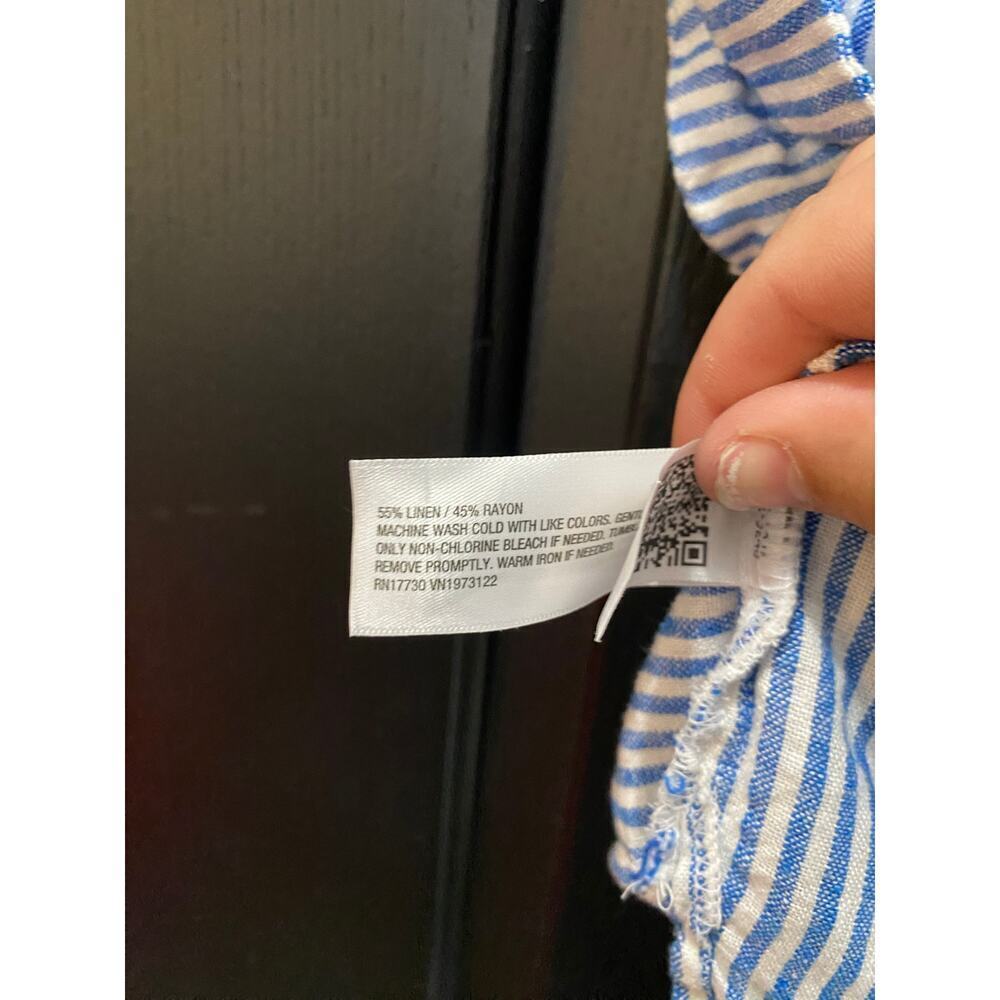 55% LINEN / 45% RAYON
MACHINE WASH COLD WITH LIKE COLORS.
ONLY NON-CHLORINE BLEACH IF NEEDED.
REMOVE PROMPTLY. WARM IRON IF NEEDED.
RN17730 VN1973122